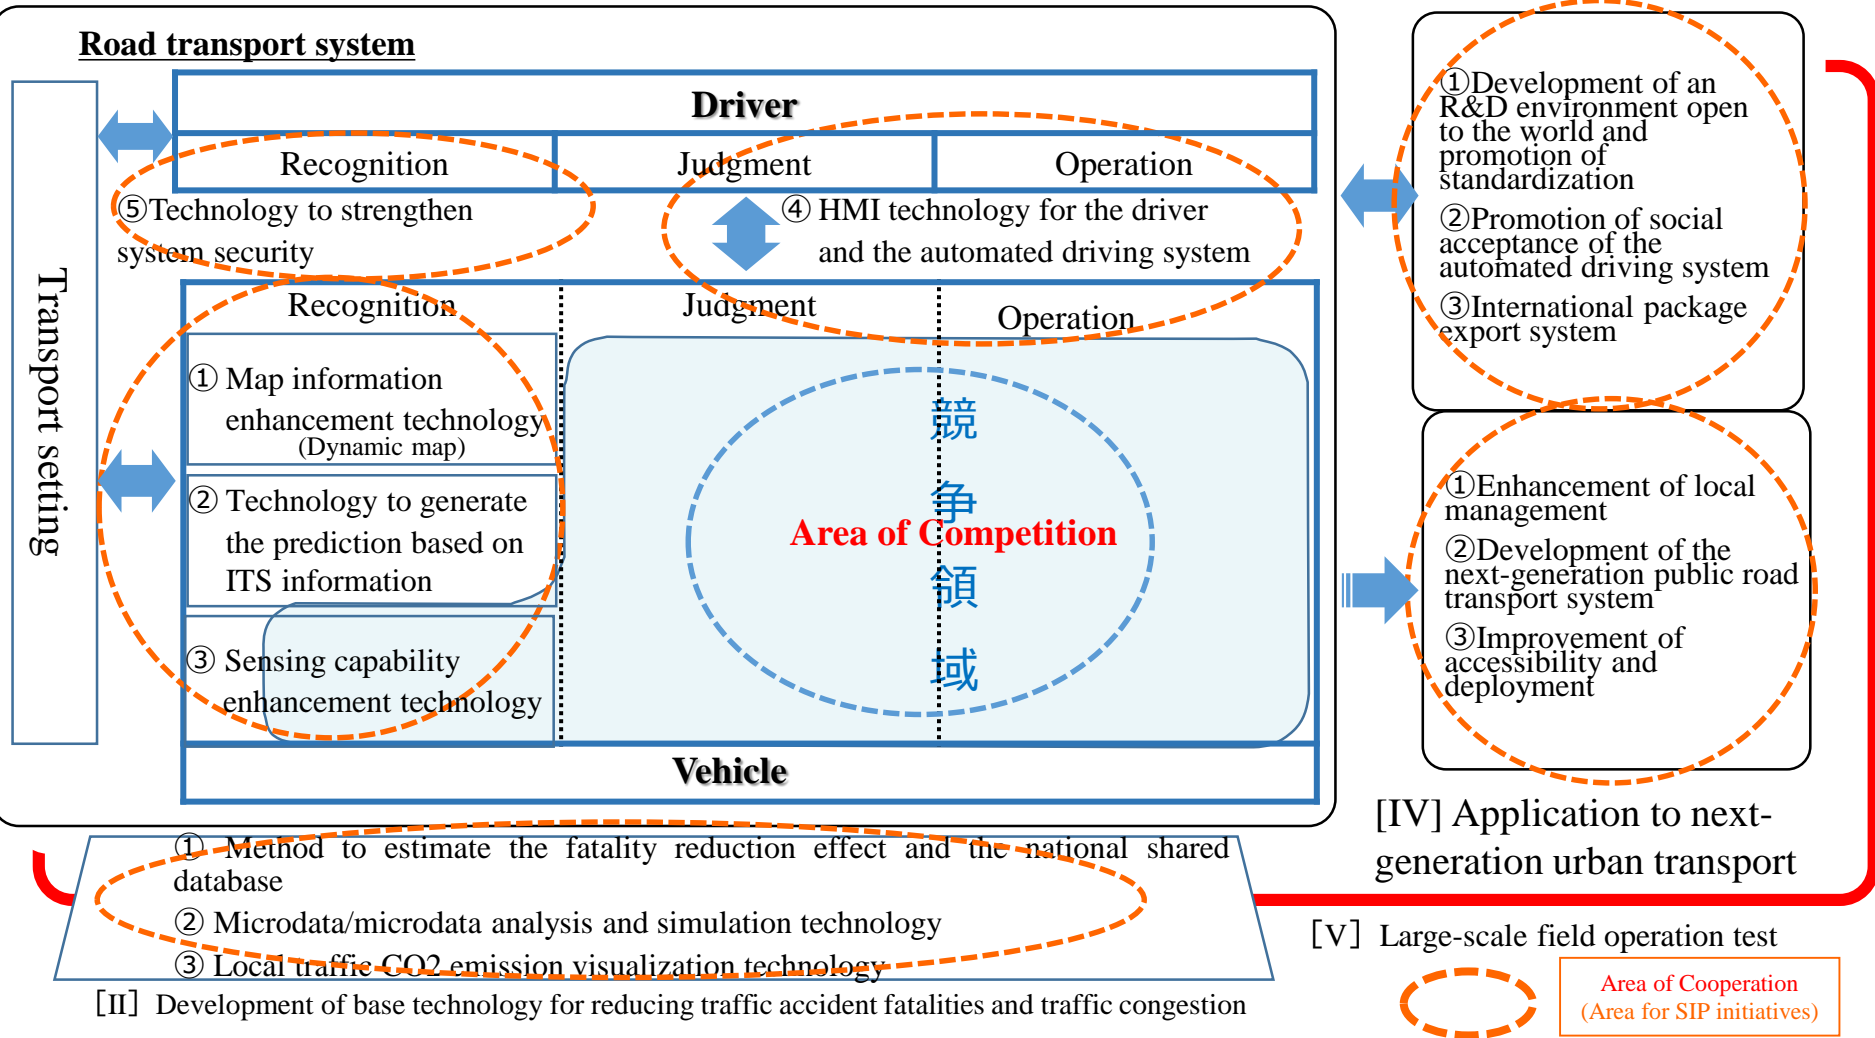 Road transport system
Transport setting
Driver
Recognition
Judgment
Operation
⑤Technology to strengthen
system security
④ HMI technology for the driver
and the automated driving system
Recognition
Judgment
Operation
① Map information
enhancement technology
(Dynamic map)
② Technology to generate
the prediction based on
ITS information
③ Sensing capability
enhancement technology
競
争
領
域
Area of Competition
Vehicle
①Development of an
R&D environment open
to the world and
promotion of
standardization
②Promotion of social
acceptance of the
automated driving system
③International package
export system
①Enhancement of local
management
②Development of the
next-generation public road
transport system
③Improvement of
accessibility and
deployment
[IV] Application to next-
generation urban transport
① Method to estimate the fatality reduction effect and the national shared
database
② Microdata/microdata analysis and simulation technology
③ Local traffic CO2 emission visualization technology
［II］Development of base technology for reducing traffic accident fatalities and traffic congestion
［V］Large-scale field operation test
Area of Cooperation
(Area for SIP initiatives)